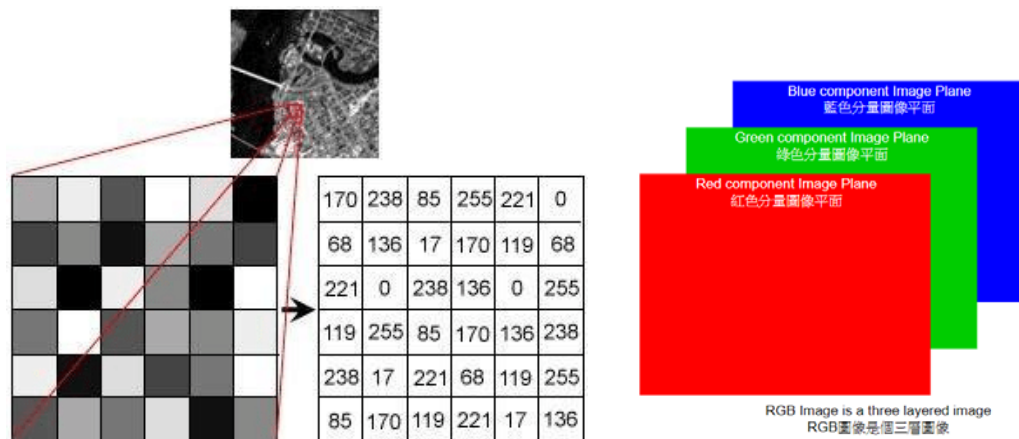 170 238 85 255 221 0
68 136 17 170 119 68
221 0 238 136 0 255
119 255 85 170 136 238
238 17 221 68 119 255
85 170 119 221 17 136
Blue component Image Plane
藍色分量圖像平面
Green component Image Plane
綠色分量圖像平面
Red component Image Plane
紅色分量圖像平面
RGB Image is a three layered image
RGB圖像是個三層圖像